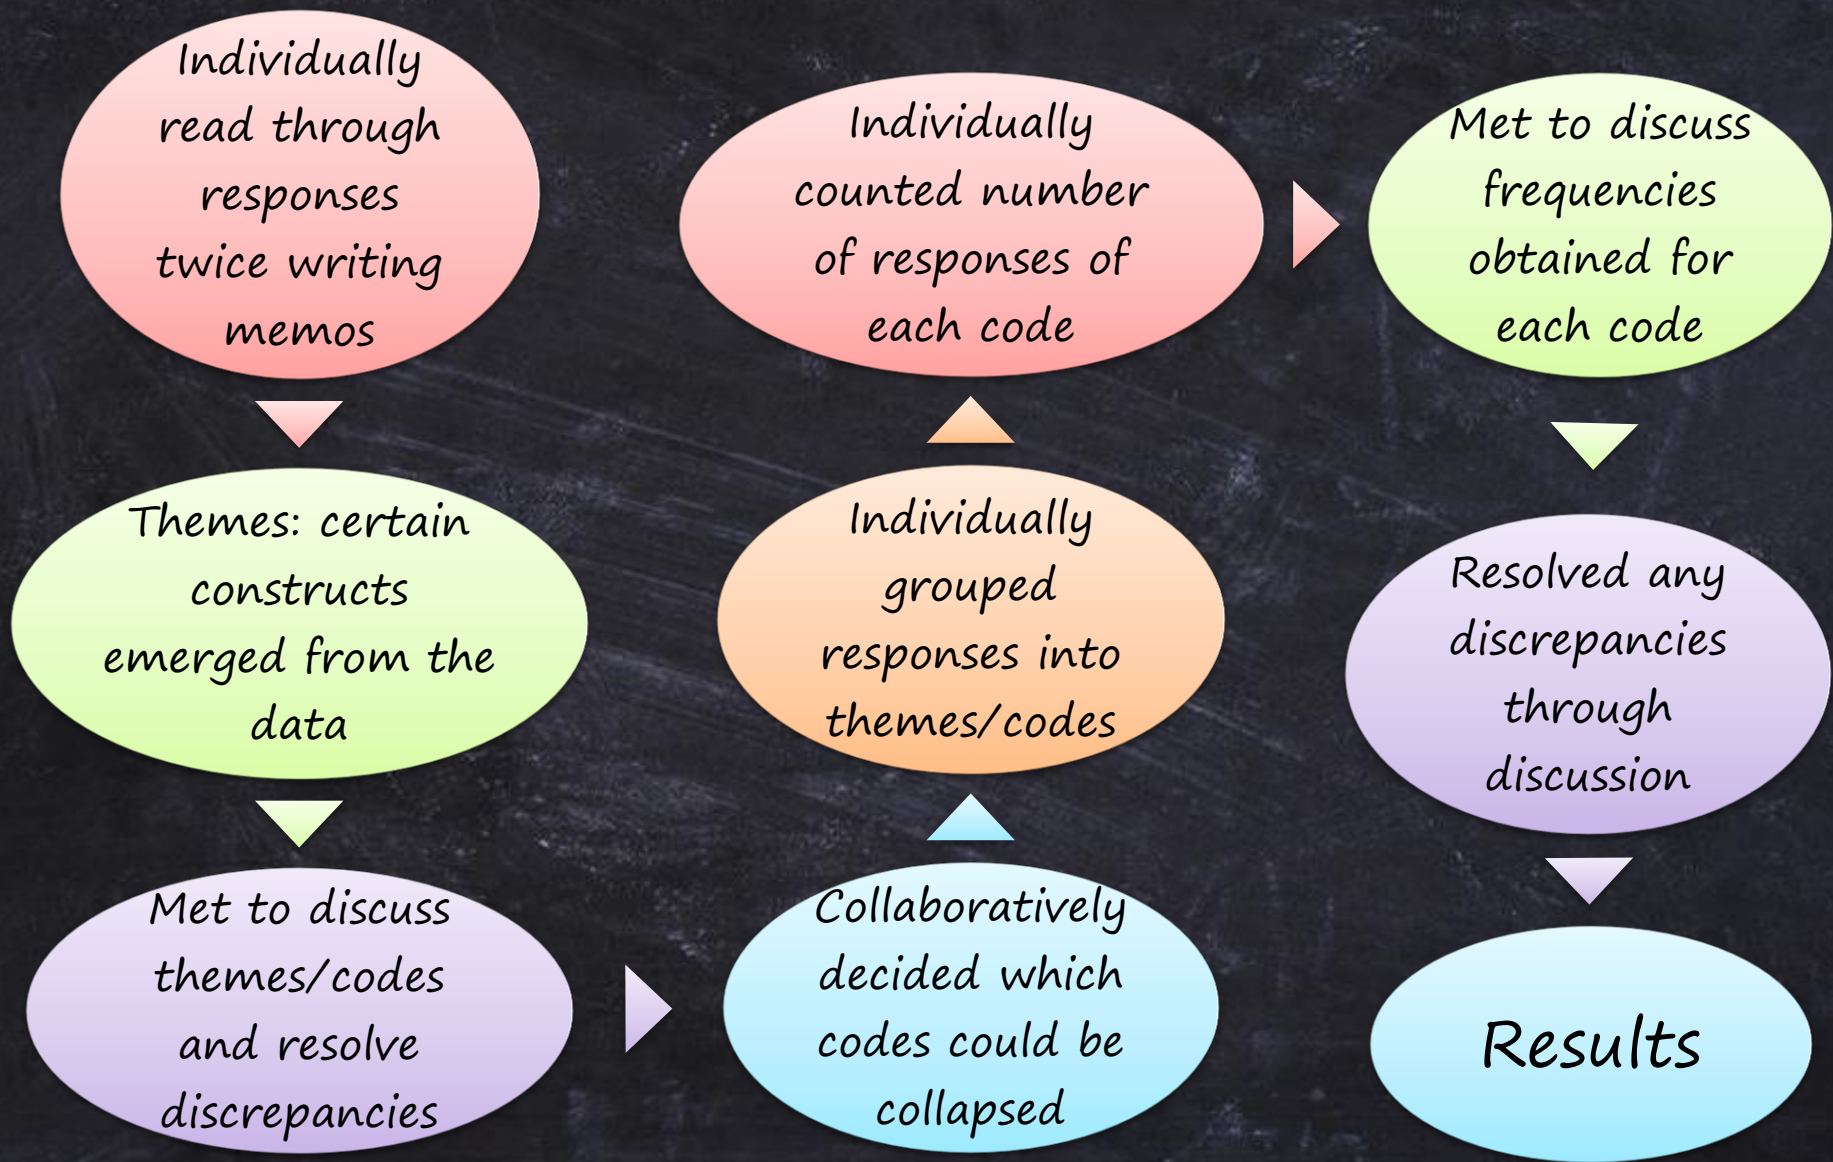 Individually
read through
responses
twice writing
memos
Themes: certain
constructs
emerged from the
data
Met to discuss
themes/codes
and resolve
discrepancies
Collaboratively
decided which
codes could be
collapsed
Individually
grouped
responses into
themes/codes
Individually
counted number
of responses of
each code
Met to discuss
frequencies
obtained for
each code
Resolved any
discrepancies
through
discussion
Results